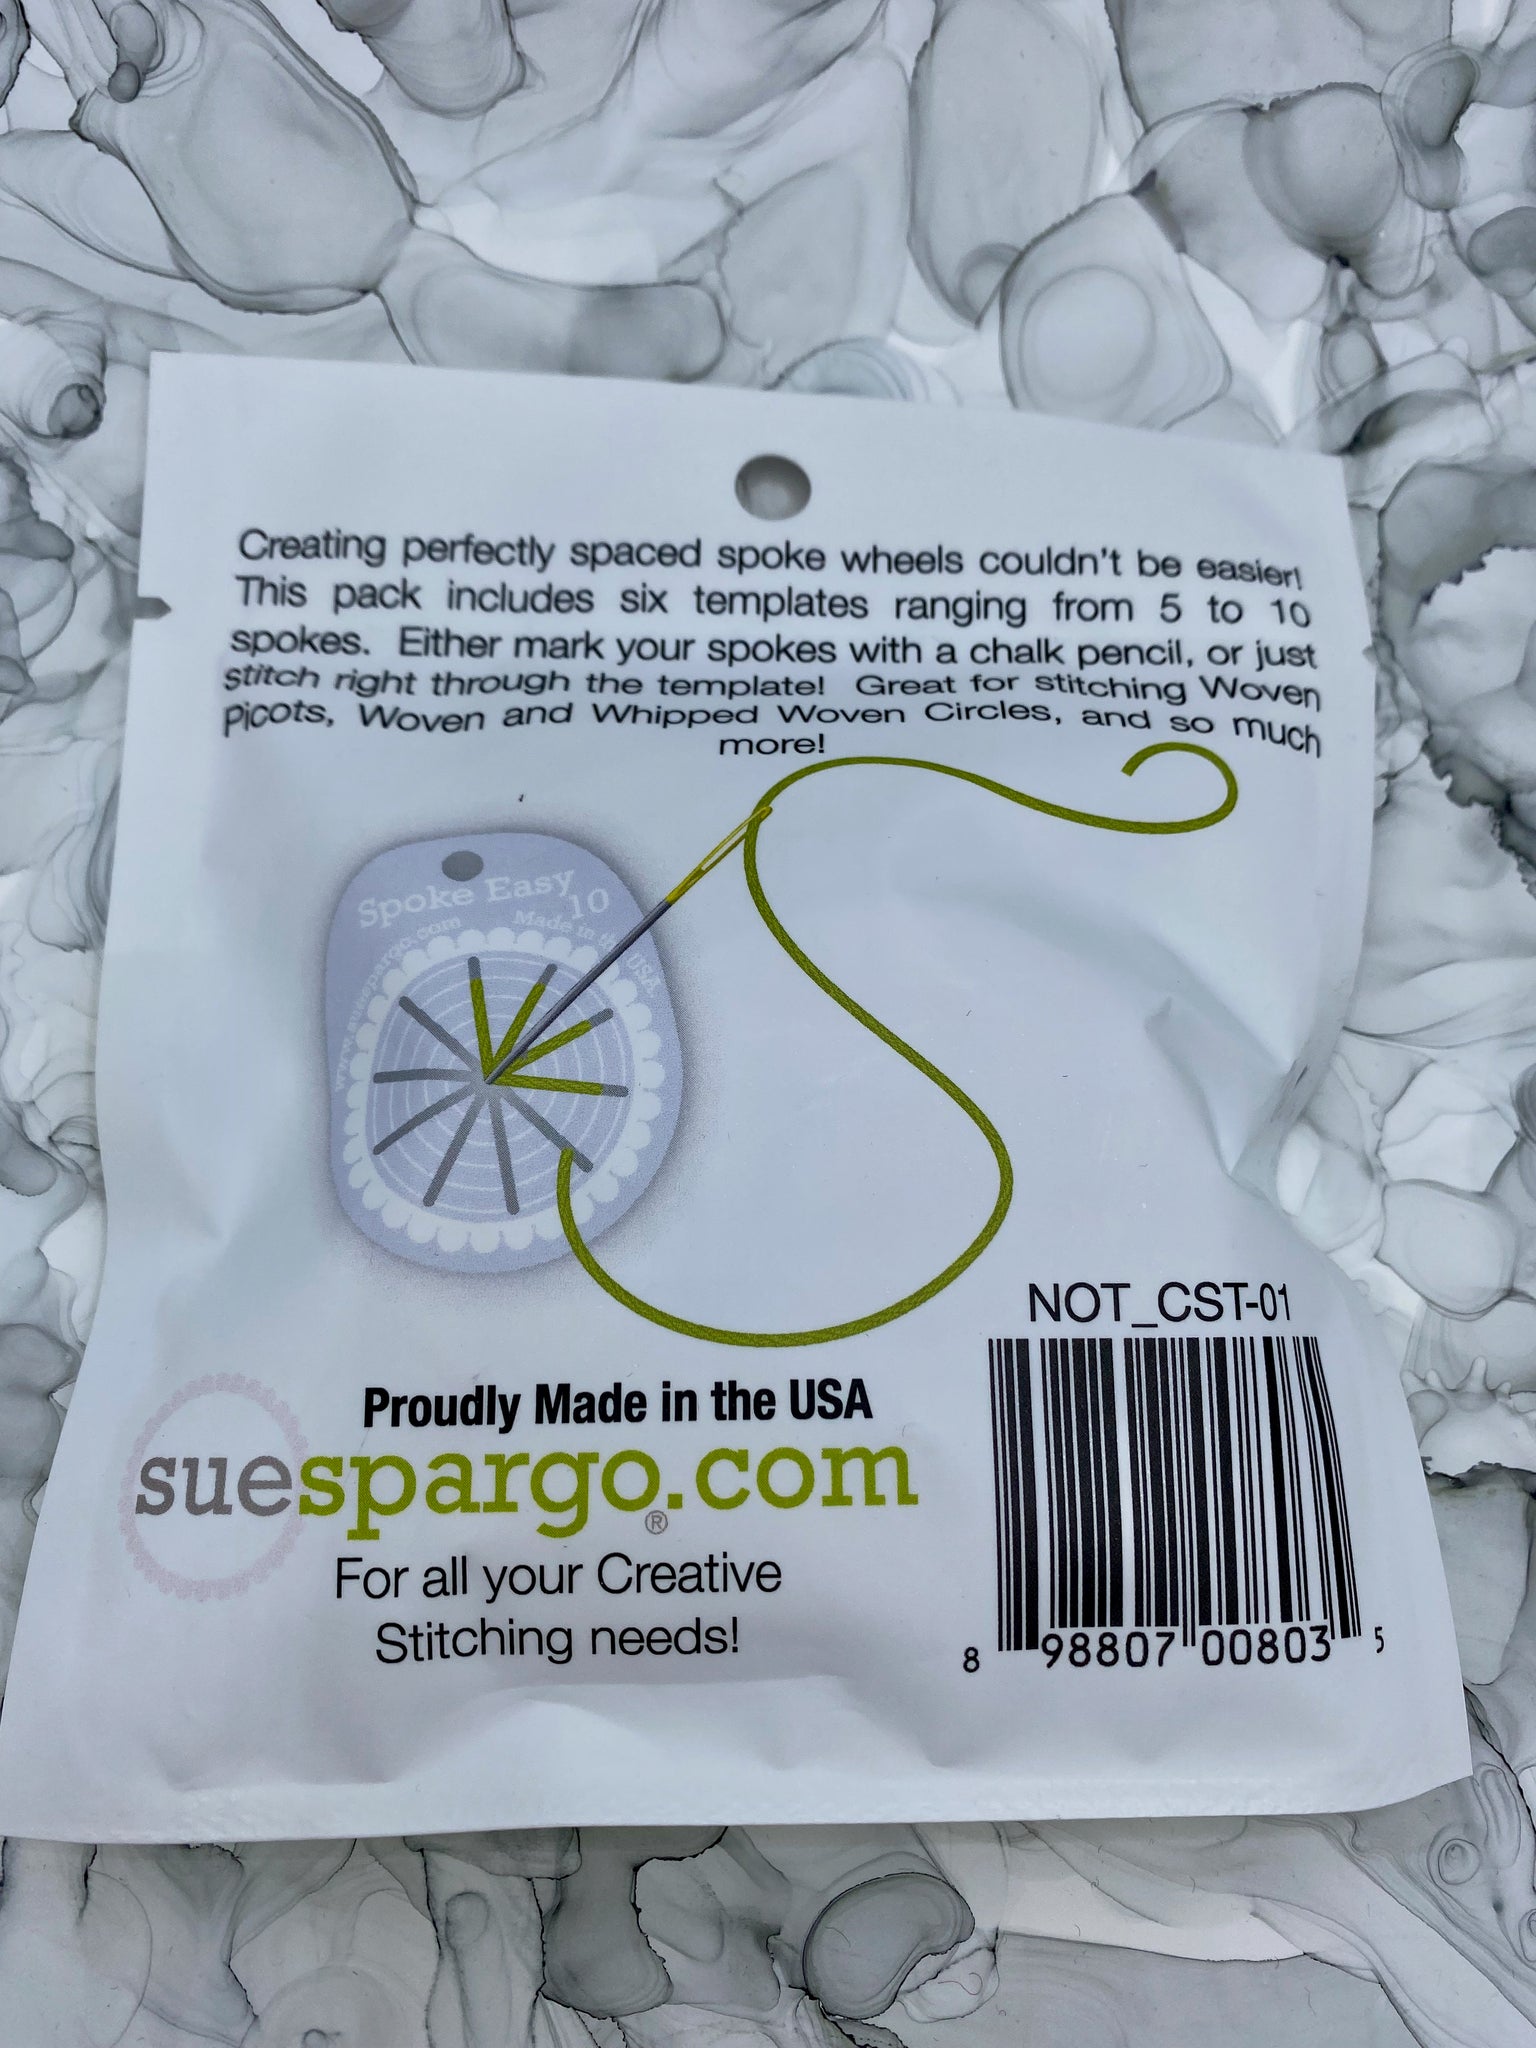 Creating perfectly spaced spoke wheels couldn't be easier!
This pack includes six templates ranging from 5 to 10
spokes. Either mark your spokes with a chalk pencil, or just
stitch right through the template! Great for stitching Woven
Picots, Woven and Whipped Woven Circles, and so much
more!
Spoke Easy
10
www.suespargo.com Made in the USA
NOT_CST-01
Proudly Made in the USA
suespargo.com
®
For all your Creative
Stitching needs!
8 98807 00803 5